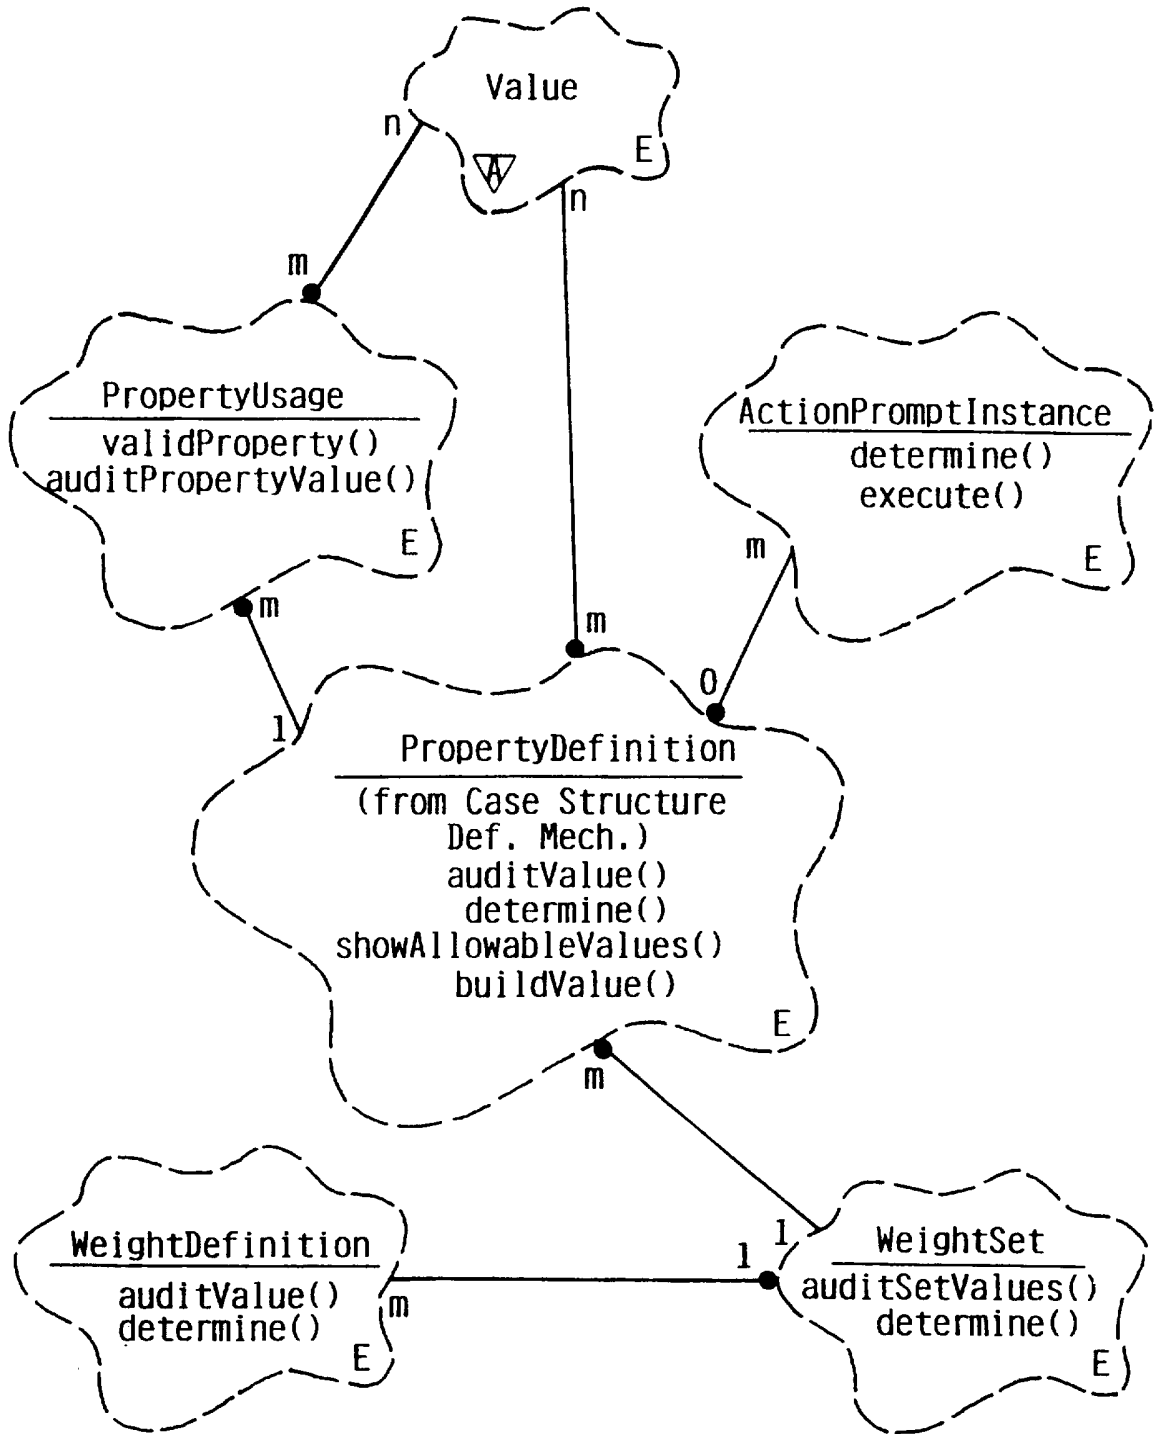 Value
n
E
A
n
m
PropertyUsage
validProperty()
auditPropertyValue()
E
m
ActionPromptInstance
determine()
execute()
m
E
m
0
1
PropertyDefinition
(from Case Structure
Def. Mech.)
auditValue()
determine()
showAllowableValues()
buildValue()
E
m
WeightDefinition
auditValue()
determine()
E
m
1
1
WeightSet
auditSetValues()
determine()
E